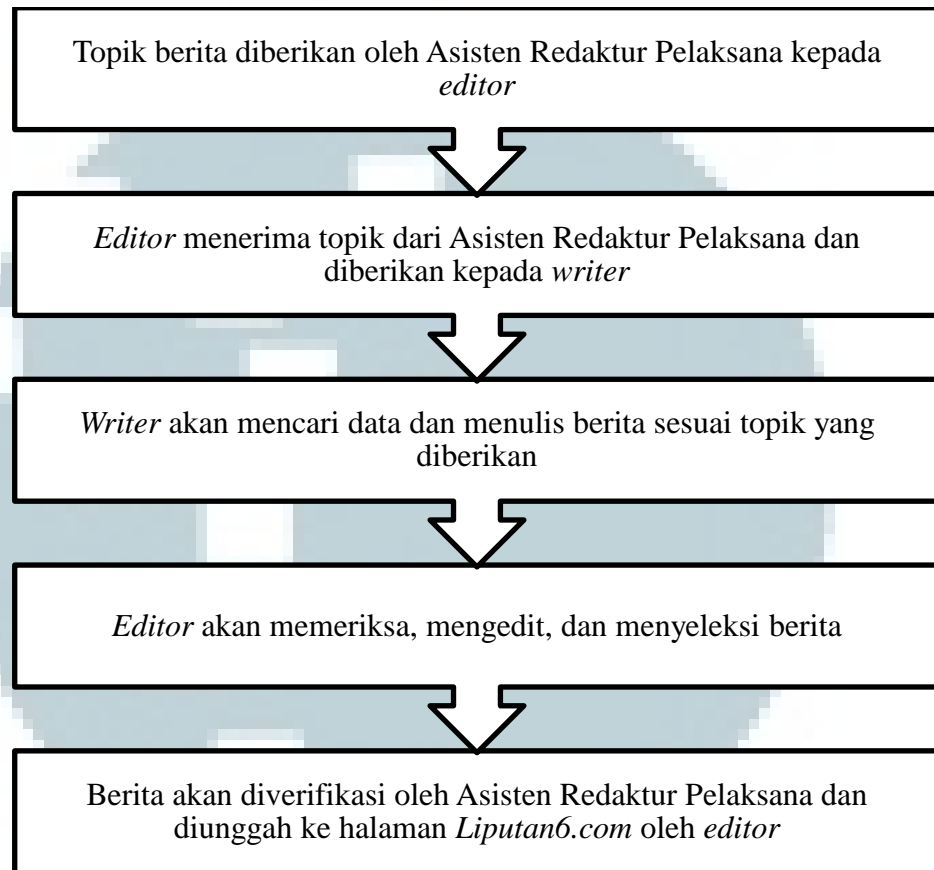 Topik berita diberikan oleh Asisten Redaktur Pelaksana kepada
editor
Editor menerima topik dari Asisten Redaktur Pelaksana dan
diberikan kepada writer
Writer akan mencari data dan menulis berita sesuai topik yang
diberikan
Editor akan memeriksa, mengedit, dan menyeleksi berita
Berita akan diverifikasi oleh Asisten Redaktur Pelaksana dan
diunggah ke halaman Liputan6.com oleh editor